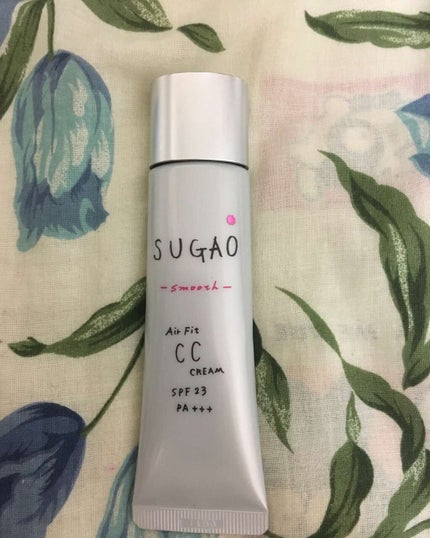 SUGAO
- smooth -
Air Fit
CC
CREAM
SPF 23
PA +++